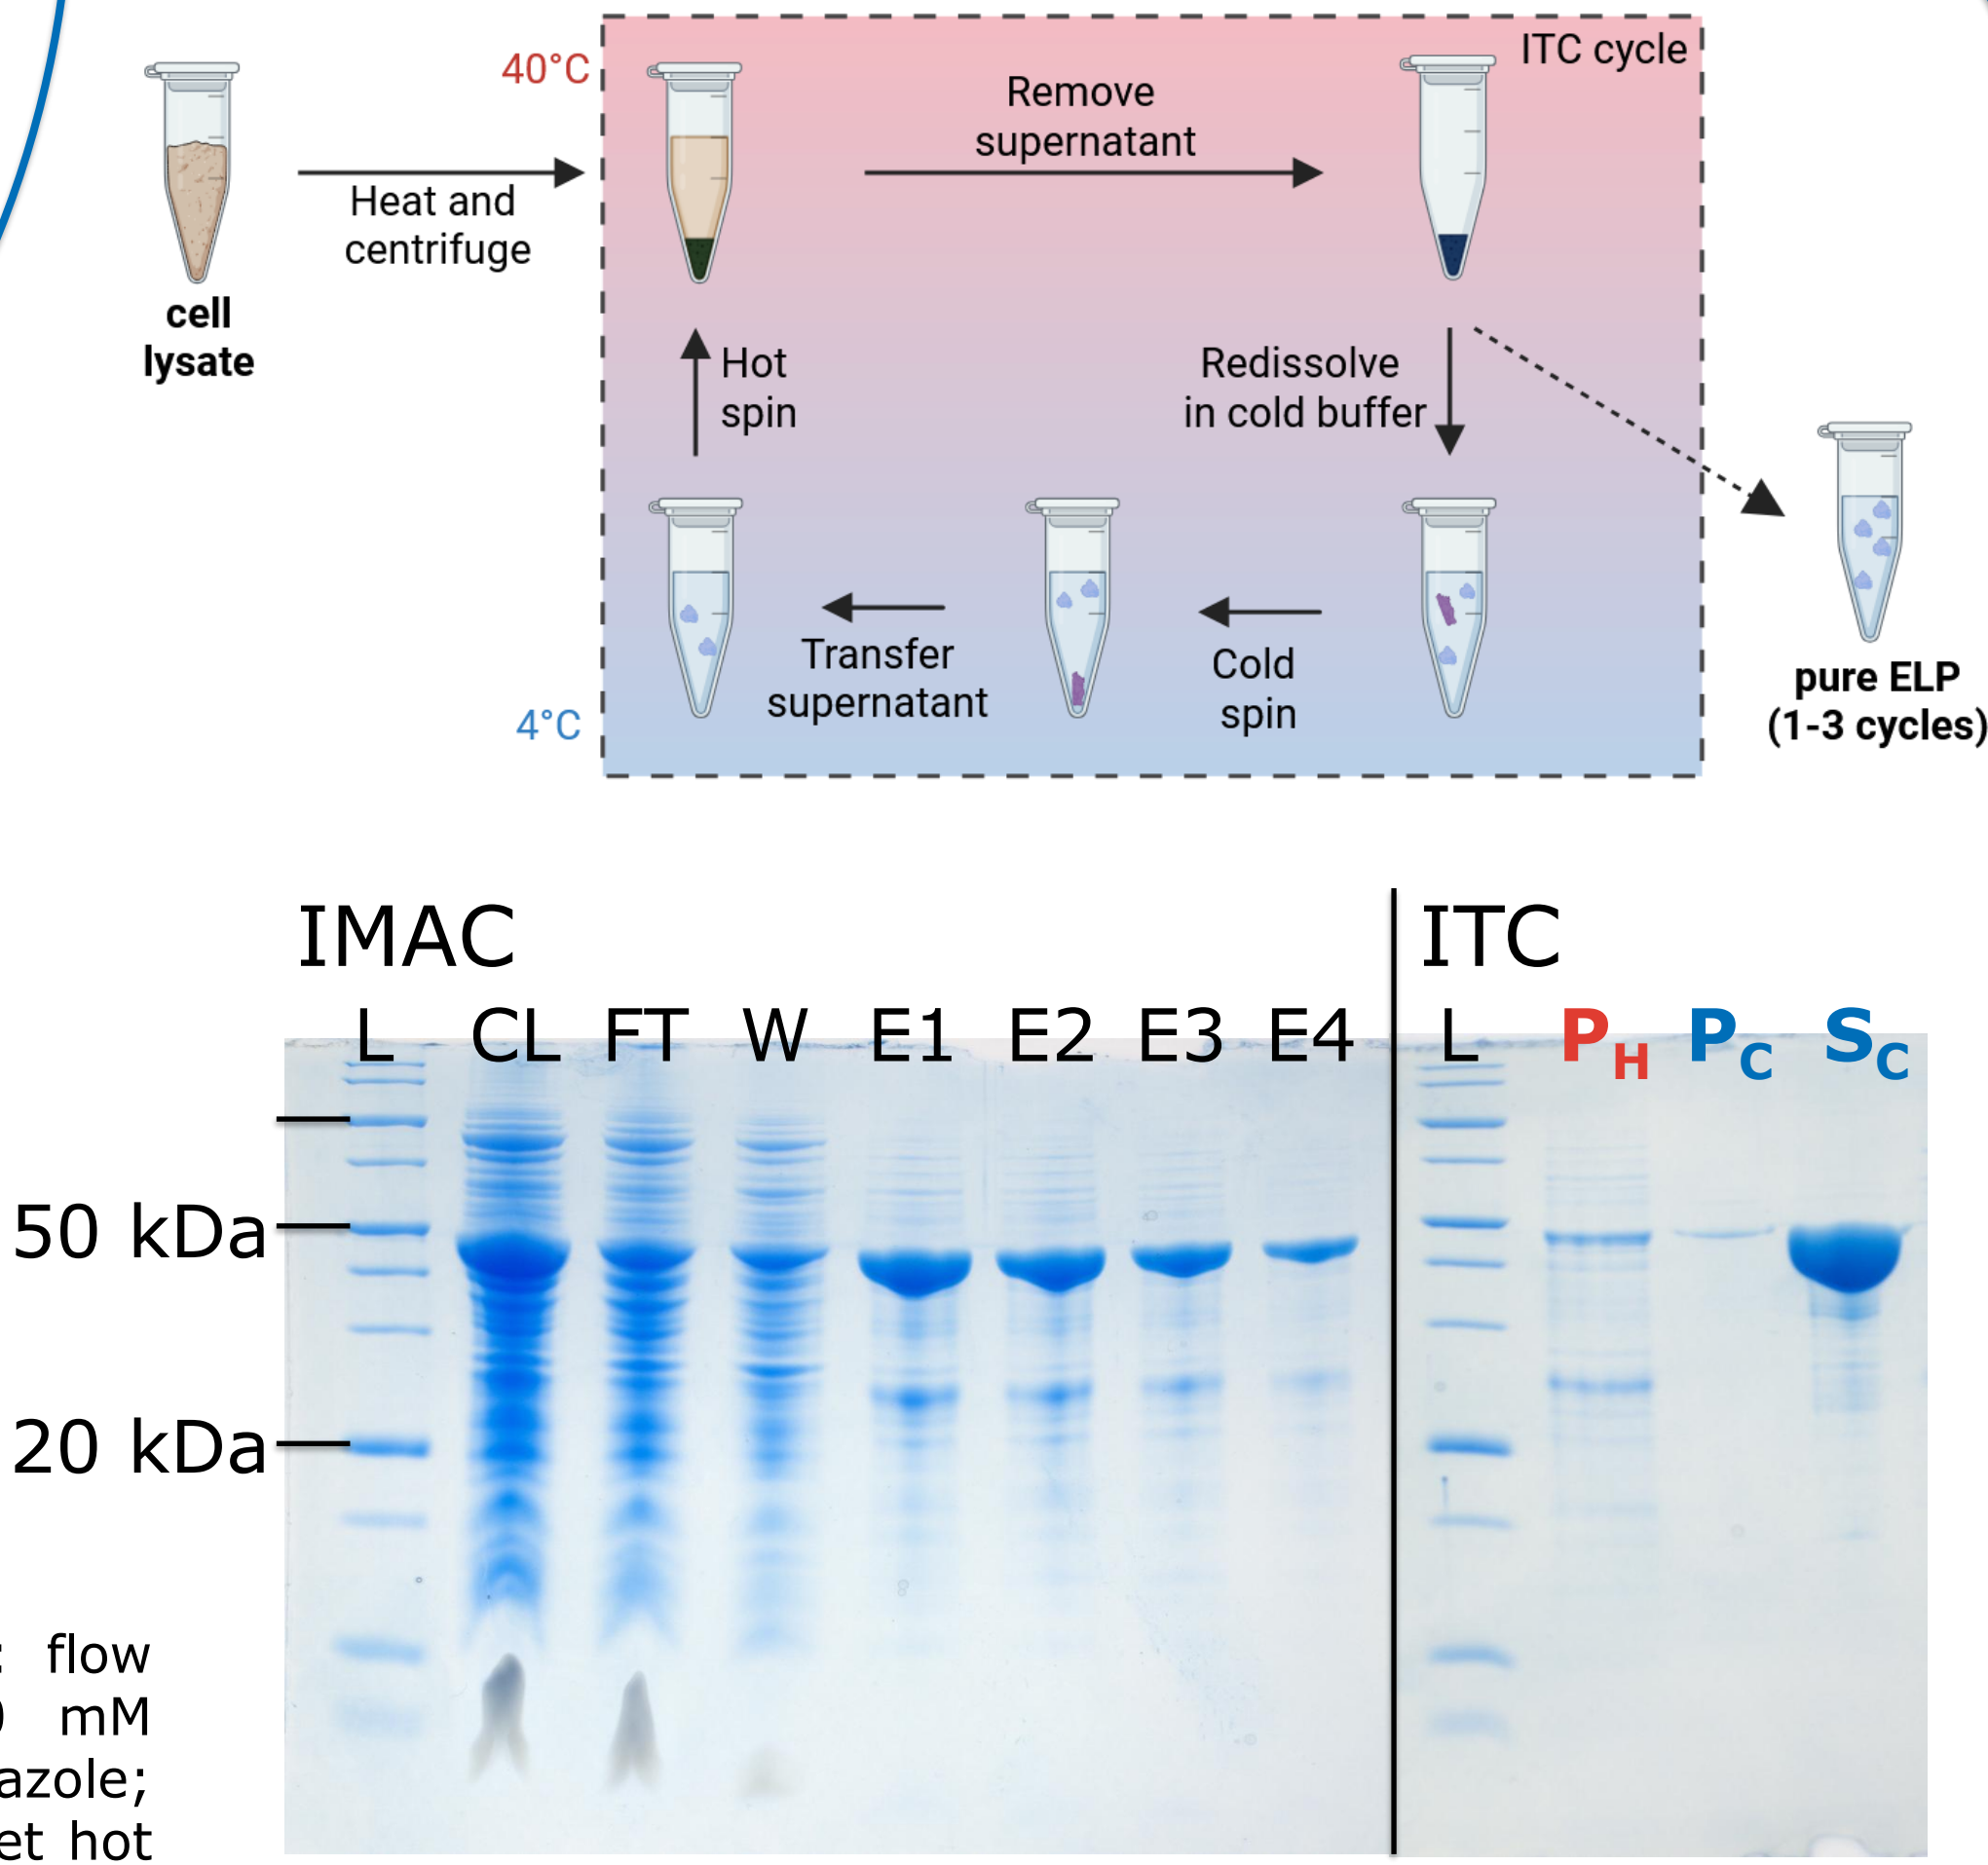 40°C
ITC cycle
Remove
supernatant
Heat and
centrifuge
cell
lysate
Hot
spin
Redissolve
in cold buffer
Transfer
supernatant
Cold
spin
4°C
pure ELP
(1-3 cycles)
IMAC
ITC
L CL FT W E1 E2 E3 E4 L PH PC SC
50 kDa
20 kDa
flow
mM
et hot